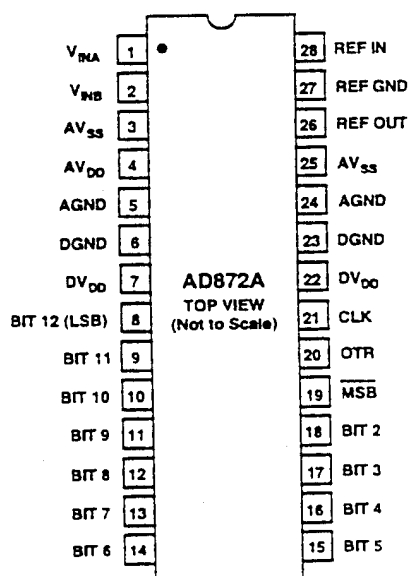 V_INA 1 28 REF IN
V_INB 2 27 REF GND
AV_SS 3 26 REF OUT
AV_DD 4 25 AV_SS
AGND 5 24 AGND
DGND 6 23 DGND
DV_DD 7 22 DV_DD
AD872A
TOP VIEW
(Not to Scale)
BIT 12 (LSB) 8 21 CLK
BIT 11 9 20 OTR
BIT 10 10 19 M̅S̅B̅
BIT 9 11 18 BIT 2
BIT 8 12 17 BIT 3
BIT 7 13 16 BIT 4
BIT 6 14 15 BIT 5